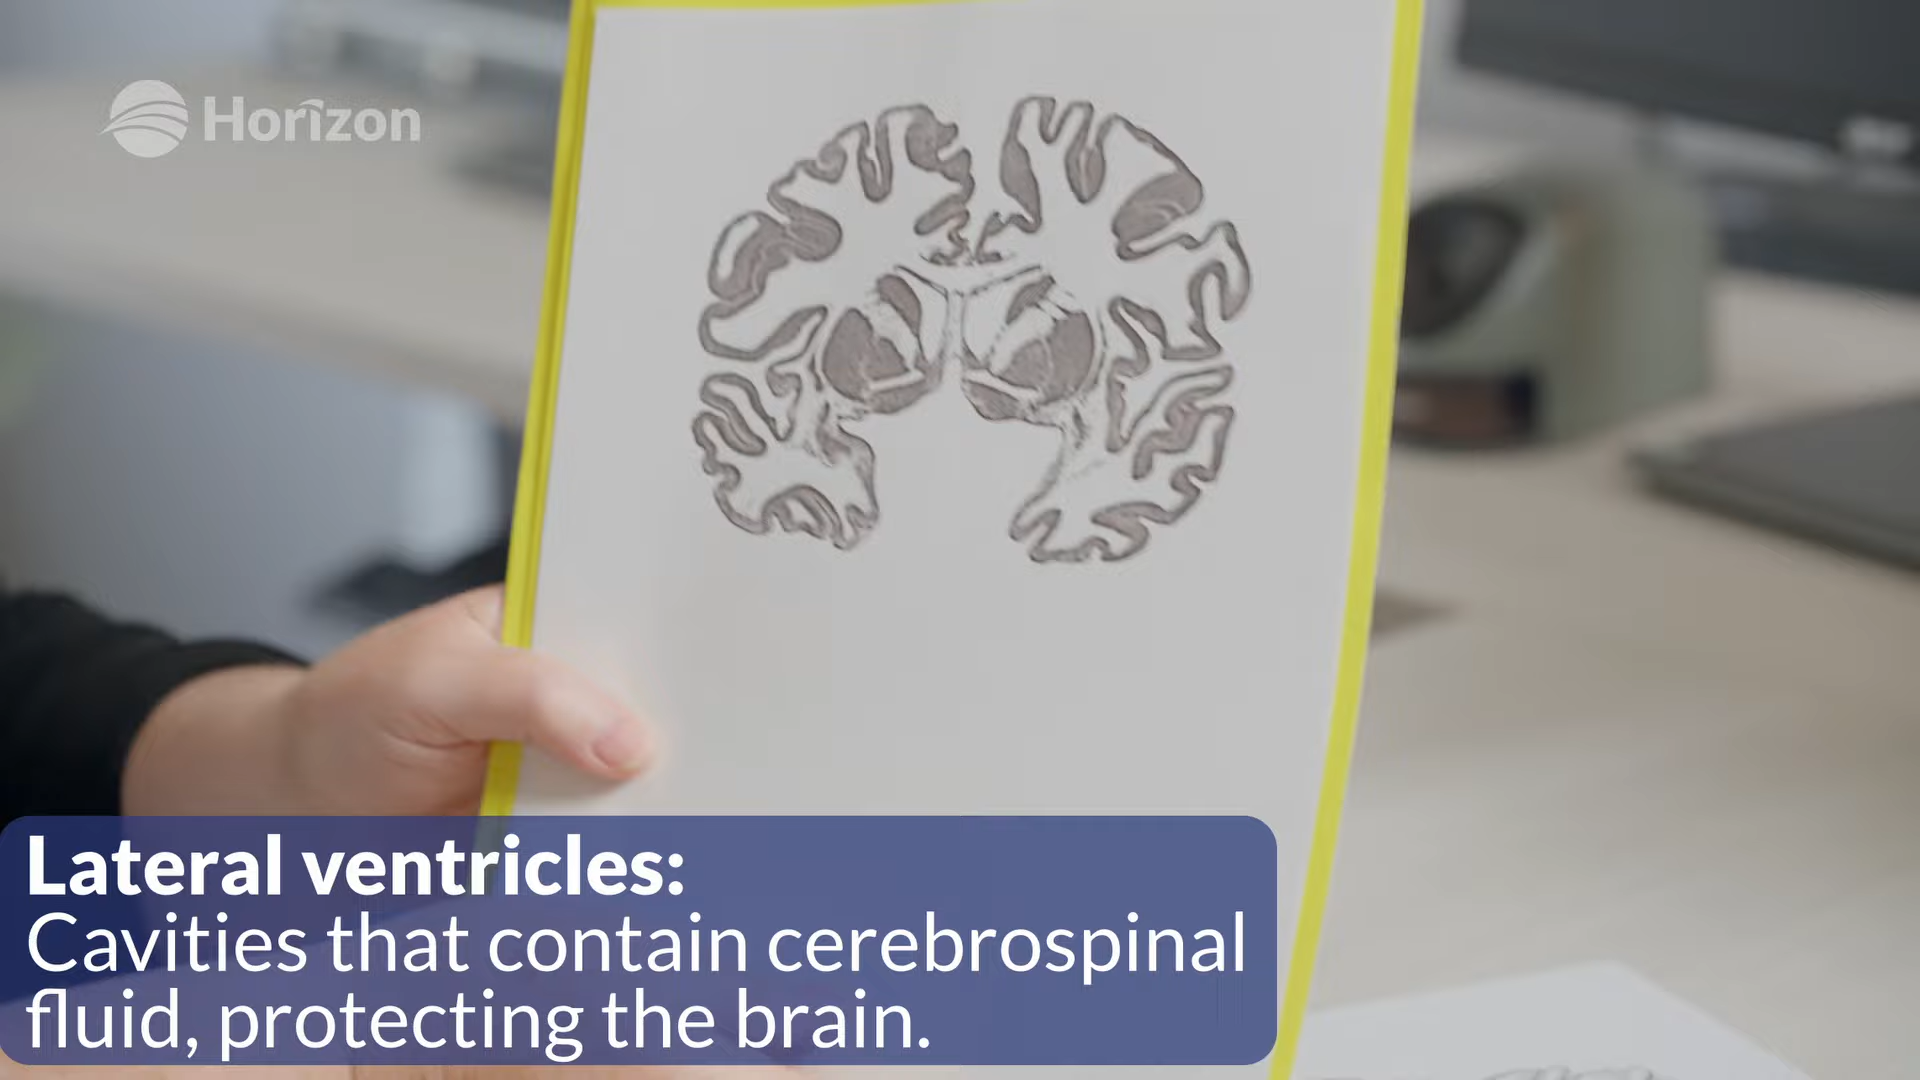 Horizon
Lateral ventricles:
Cavities that contain cerebrospinal
fluid, protecting the brain.